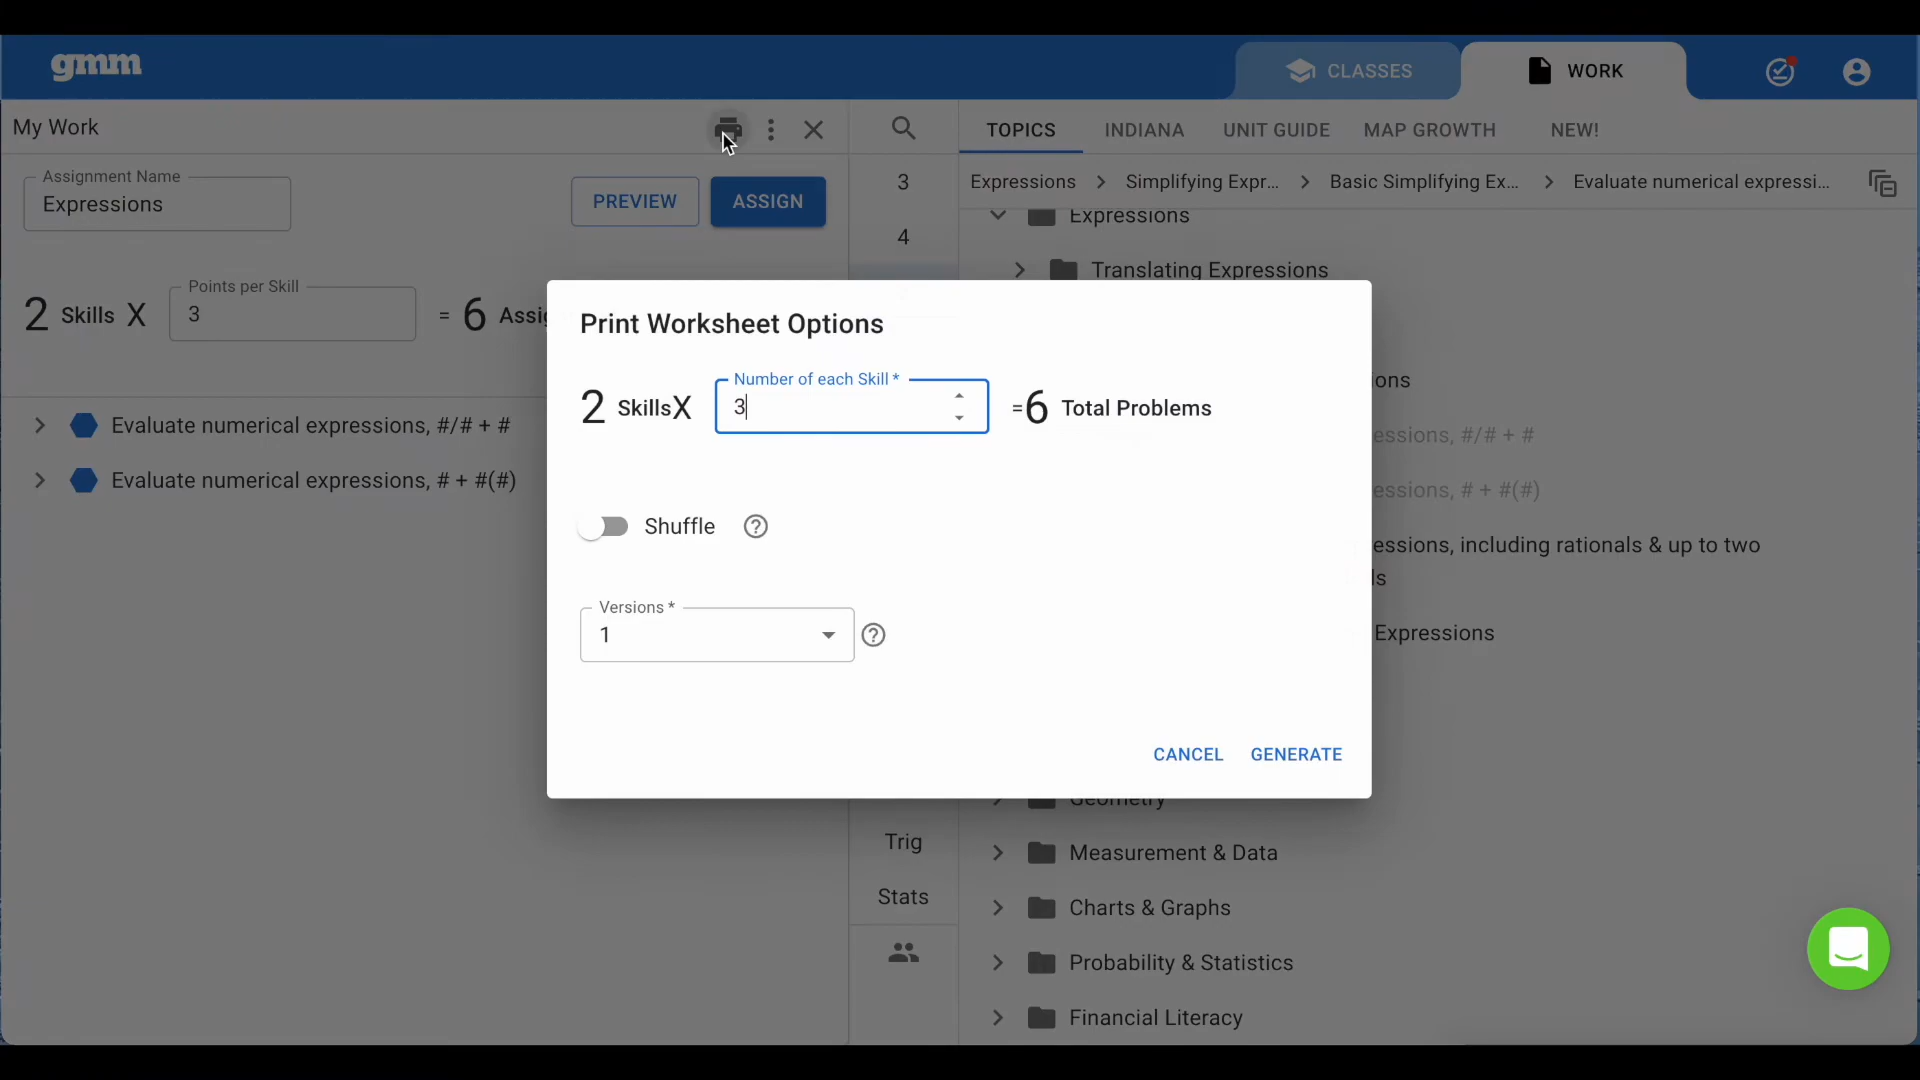 gmm
CLASSES
WORK
My Work
TOPICS
INDIANA
UNIT GUIDE
MAP GROWTH
NEW!
Assignment Name
Expressions
PREVIEW
ASSIGN
3
4
Expressions > Simplifying Expr... > Basic Simplifying Ex... > Evaluate numerical expressi...
Expressions
Translating Expressions
2 Skills X
Points per Skill
3
= 6 Assig
Evaluate numerical expressions, #/# + #
Evaluate numerical expressions, # + #(#)
Print Worksheet Options
2 Skills X
Number of each Skill *
3
=6 Total Problems
Shuffle
Versions *
1
CANCEL
GENERATE
ions
essions, #/# + #
essions, # + #(#)
essions, including rationals & up to two
ls
Expressions
Geometry
Trig
Stats
Measurement & Data
Charts & Graphs
Probability & Statistics
Financial Literacy